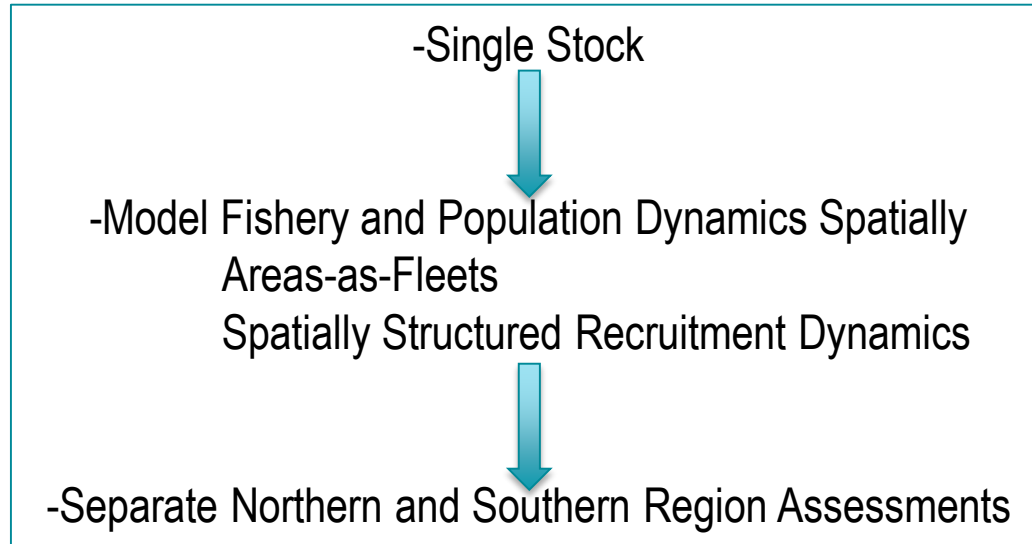 -Single Stock
-Model Fishery and Population Dynamics Spatially
Areas-as-Fleets
Spatially Structured Recruitment Dynamics
-Separate Northern and Southern Region Assessments